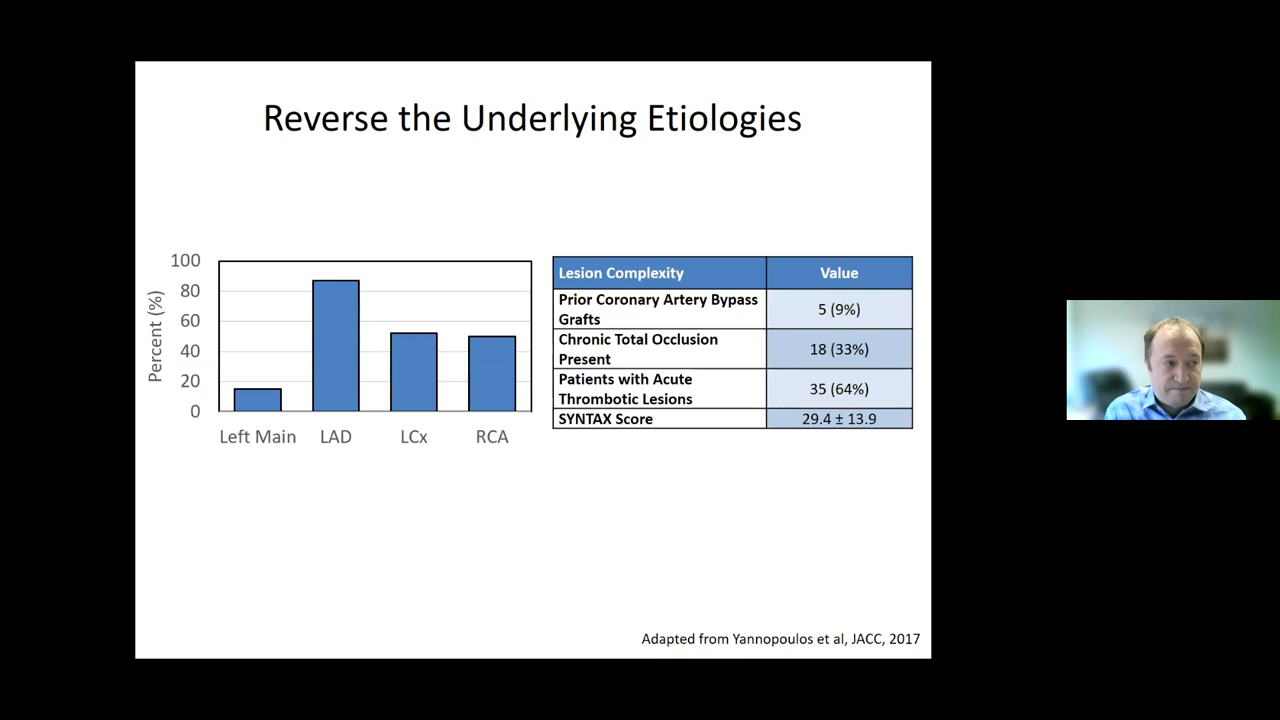 Reverse the Underlying Etiologies
Percent (%)
100
80
60
40
20
0
Left Main LAD LCx RCA
Lesion Complexity Value
Prior Coronary Artery Bypass
Grafts
5 (9%)
Chronic Total Occlusion
Present
18 (33%)
Patients with Acute
Thrombotic Lesions
35 (64%)
SYNTAX Score 29.4 ± 13.9
Adapted from Yannopoulos et al, JACC, 2017